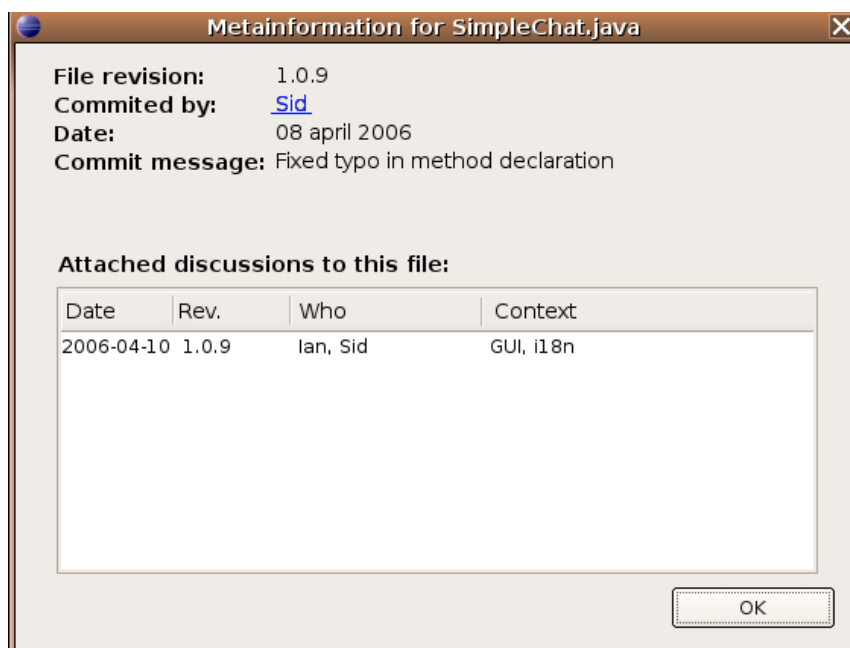 Metainformation for SimpleChat.java
File revision: 1.0.9
Commited by: Sid
Date: 08 april 2006
Commit message: Fixed typo in method declaration
Attached discussions to this file:
Date Rev. Who Context
2006-04-10 1.0.9 Ian, Sid GUI, i18n
OK